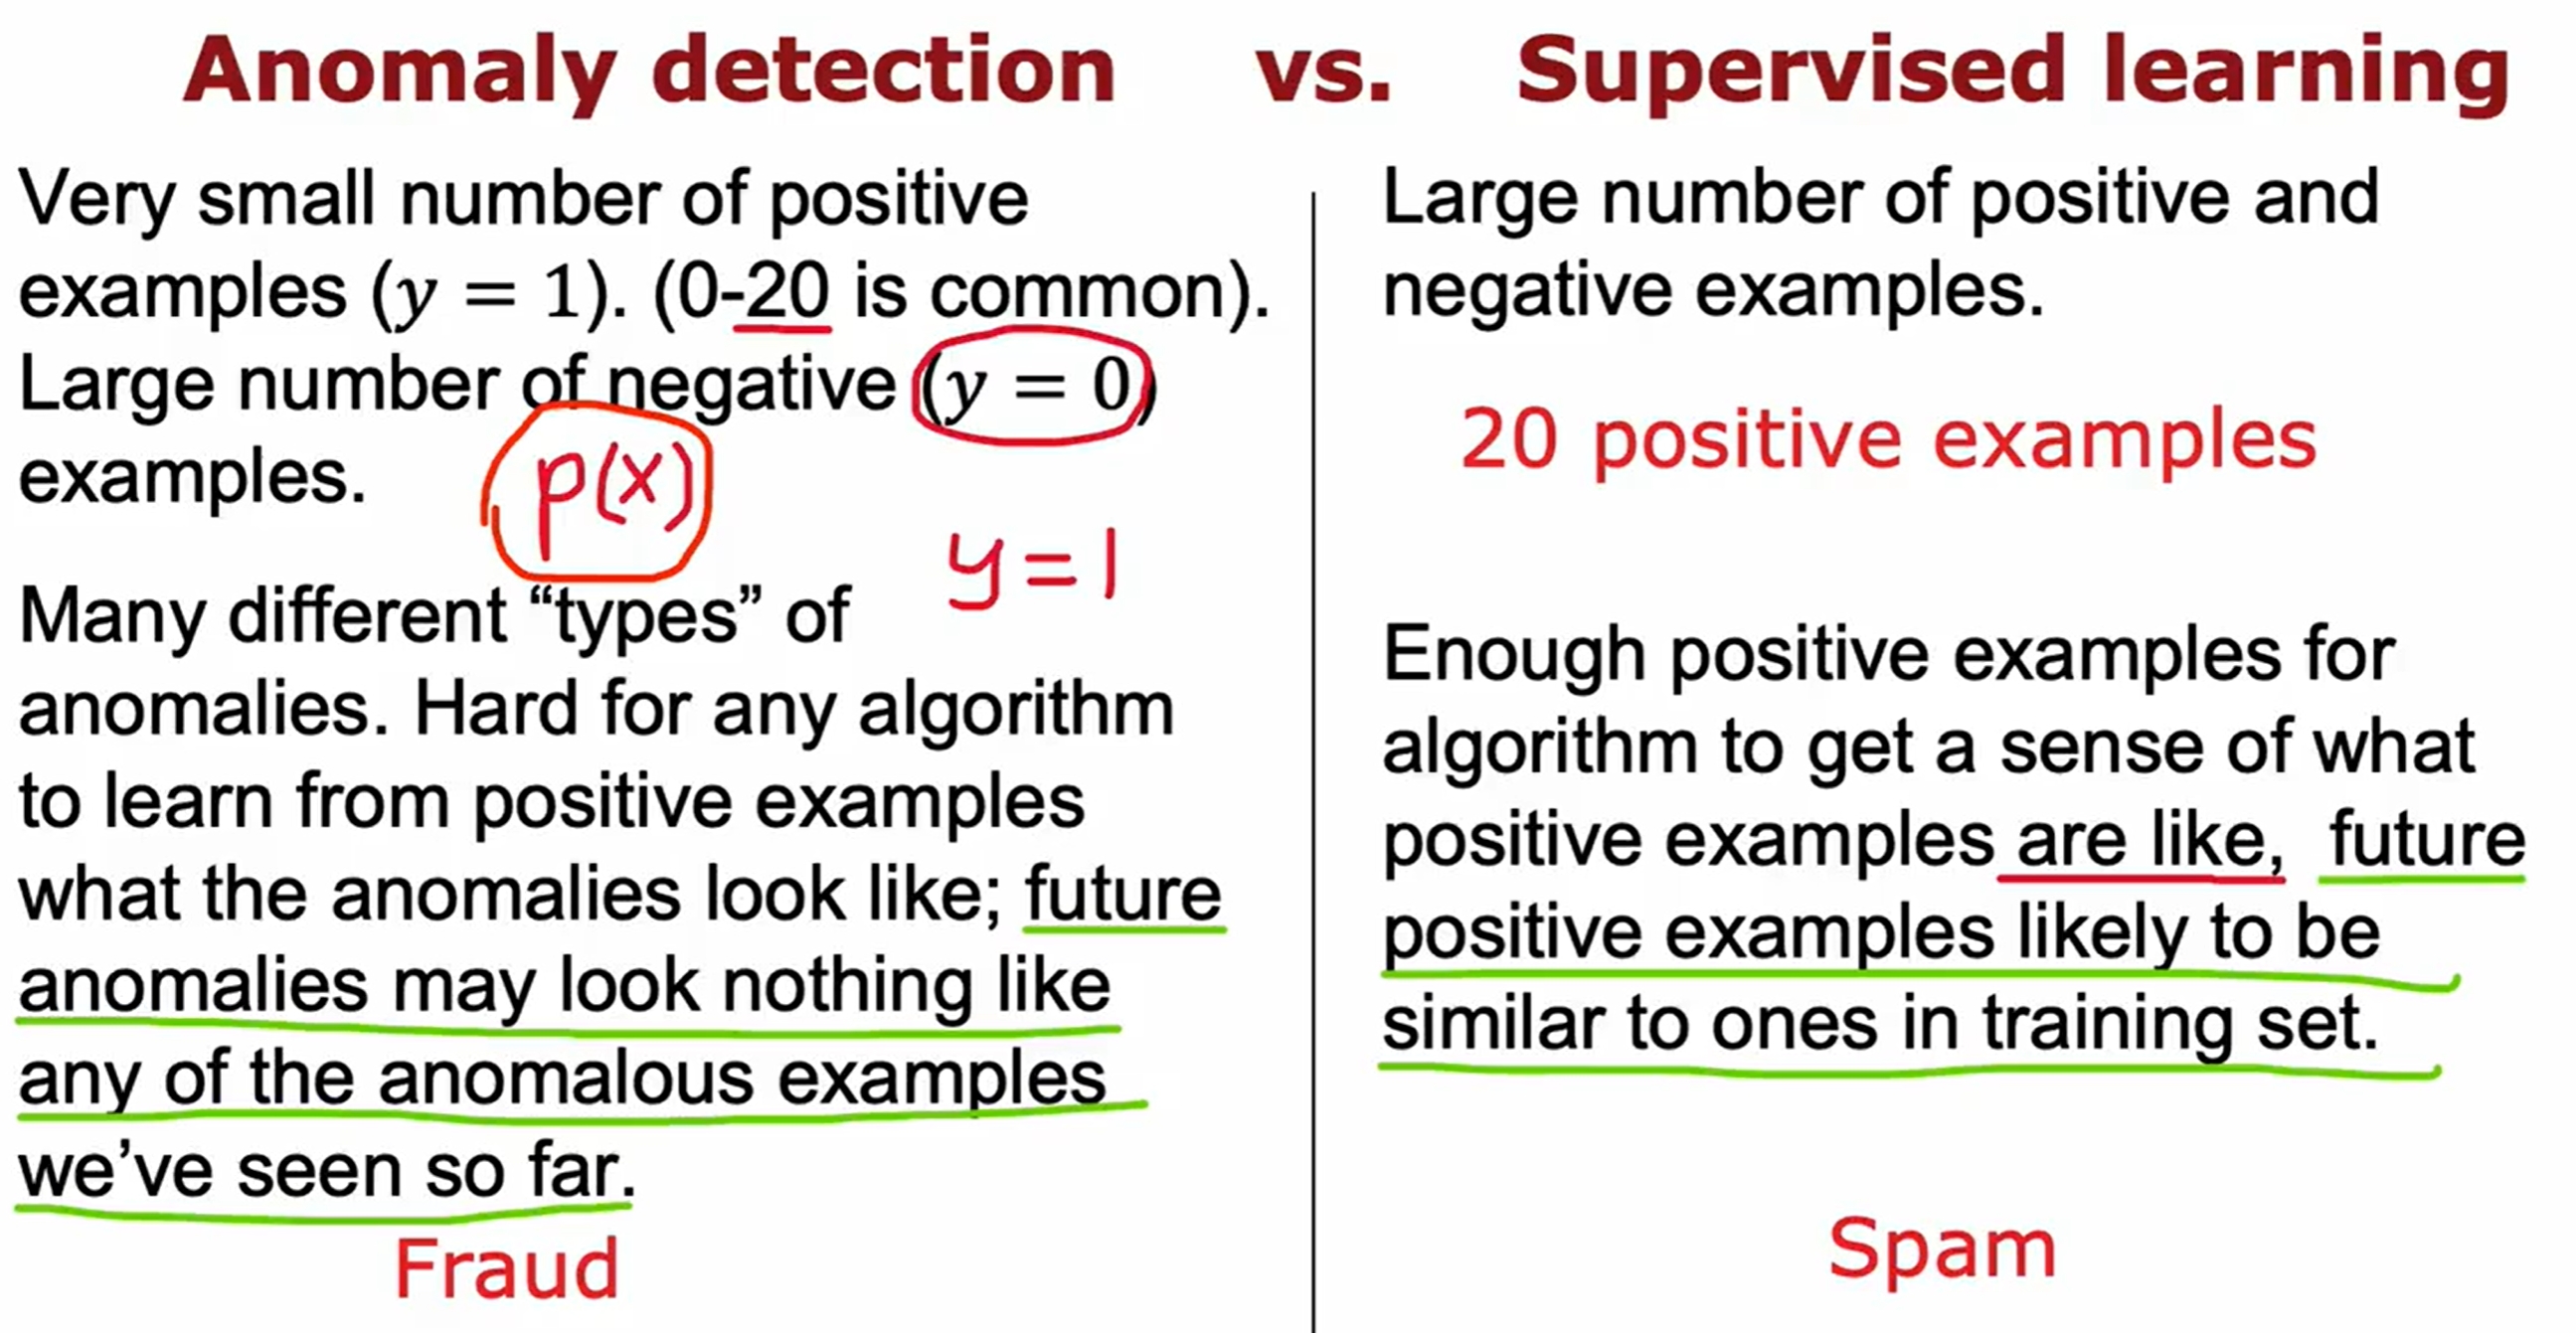 Anomaly detection vs. Supervised learning
Very small number of positive
examples (y = 1). (0-20 is common).
Large number of negative (y = 0)
examples.
p(x)
y=1
Many different “types” of
anomalies. Hard for any algorithm
to learn from positive examples
what the anomalies look like; future
anomalies may look nothing like
any of the anomalous examples
we’ve seen so far.
Fraud
Large number of positive and
negative examples.
20 positive examples
Enough positive examples for
algorithm to get a sense of what
positive examples are like, future
positive examples likely to be
similar to ones in training set.
Spam